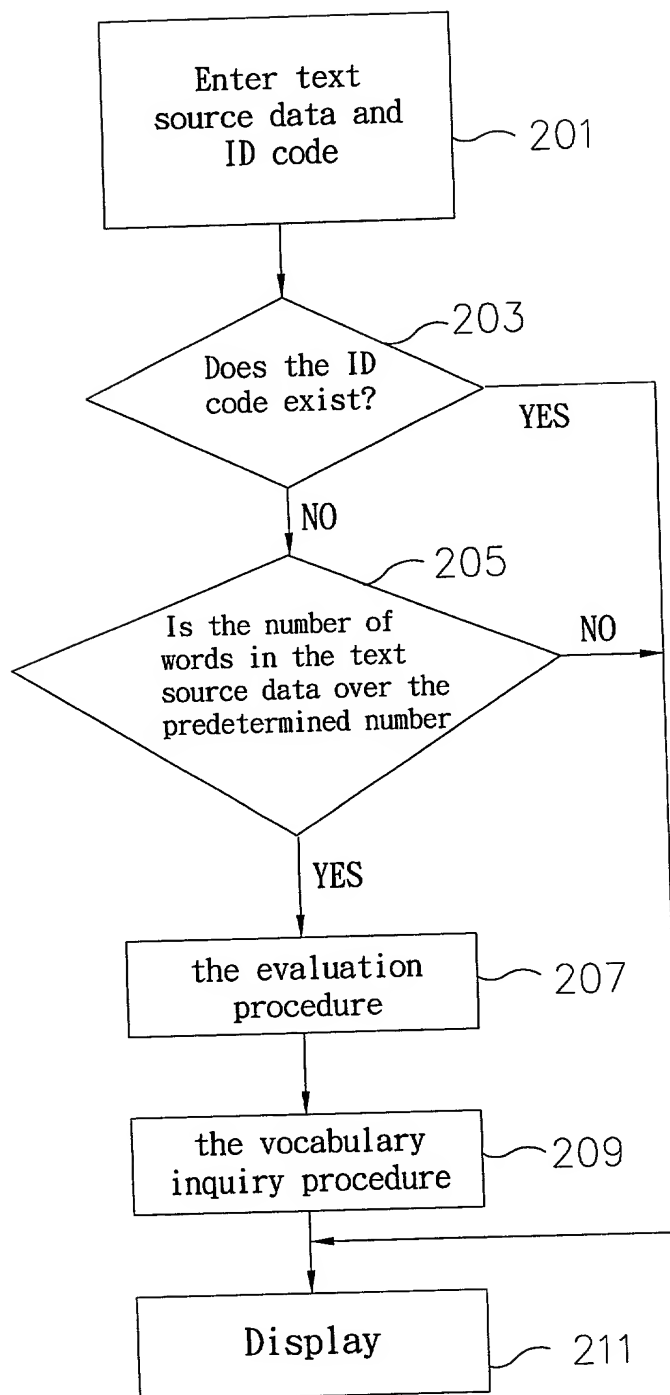 Enter text
source data and
ID code
201
203
Does the ID
code exist?
YES
NO
205
Is the number of
words in the text
source data over the
predetermined number
NO
YES
the evaluation
procedure
207
the vocabulary
inquiry procedure
209
Display
211